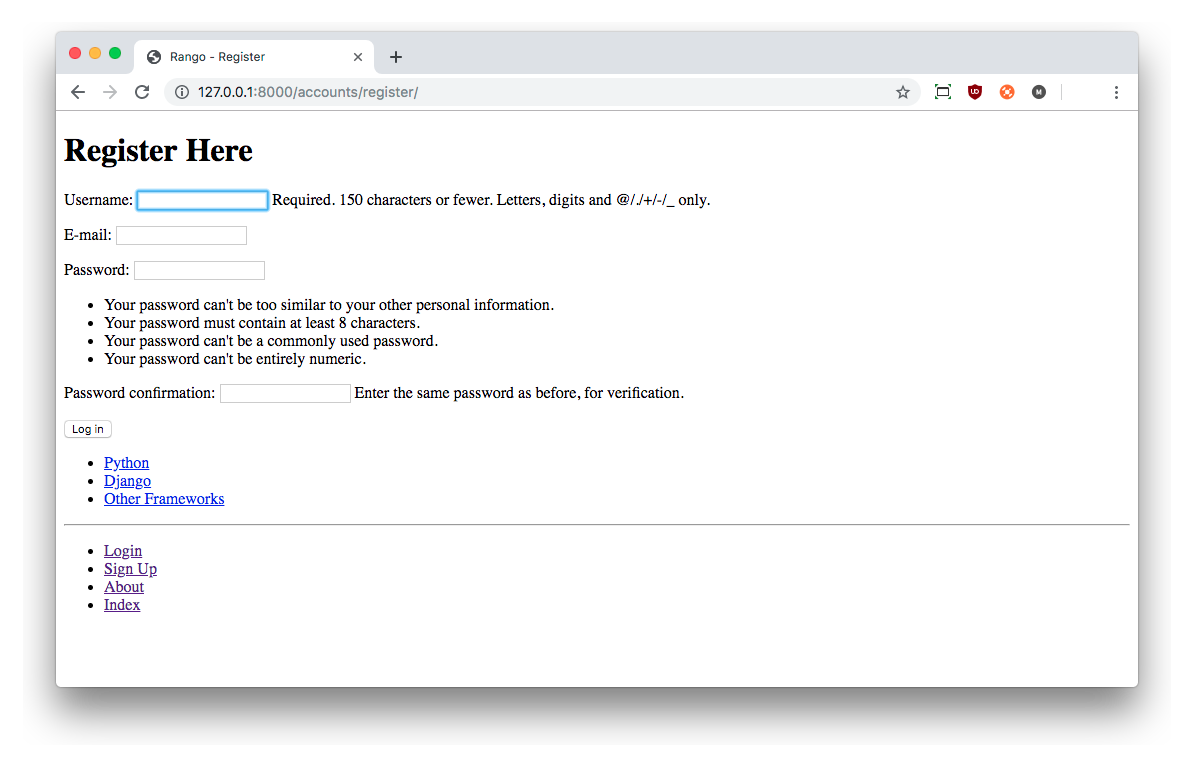 Rango - Register
127.0.0.1:8000/accounts/register/
UD
M
Register Here
Username: Required. 150 characters or fewer. Letters, digits and @/./+/-/_ only.
E-mail:
Password:
Your password can't be too similar to your other personal information.
Your password must contain at least 8 characters.
Your password can't be a commonly used password.
Your password can't be entirely numeric.
Password confirmation: Enter the same password as before, for verification.
Log in
Python
Django
Other Frameworks
Login
Sign Up
About
Index